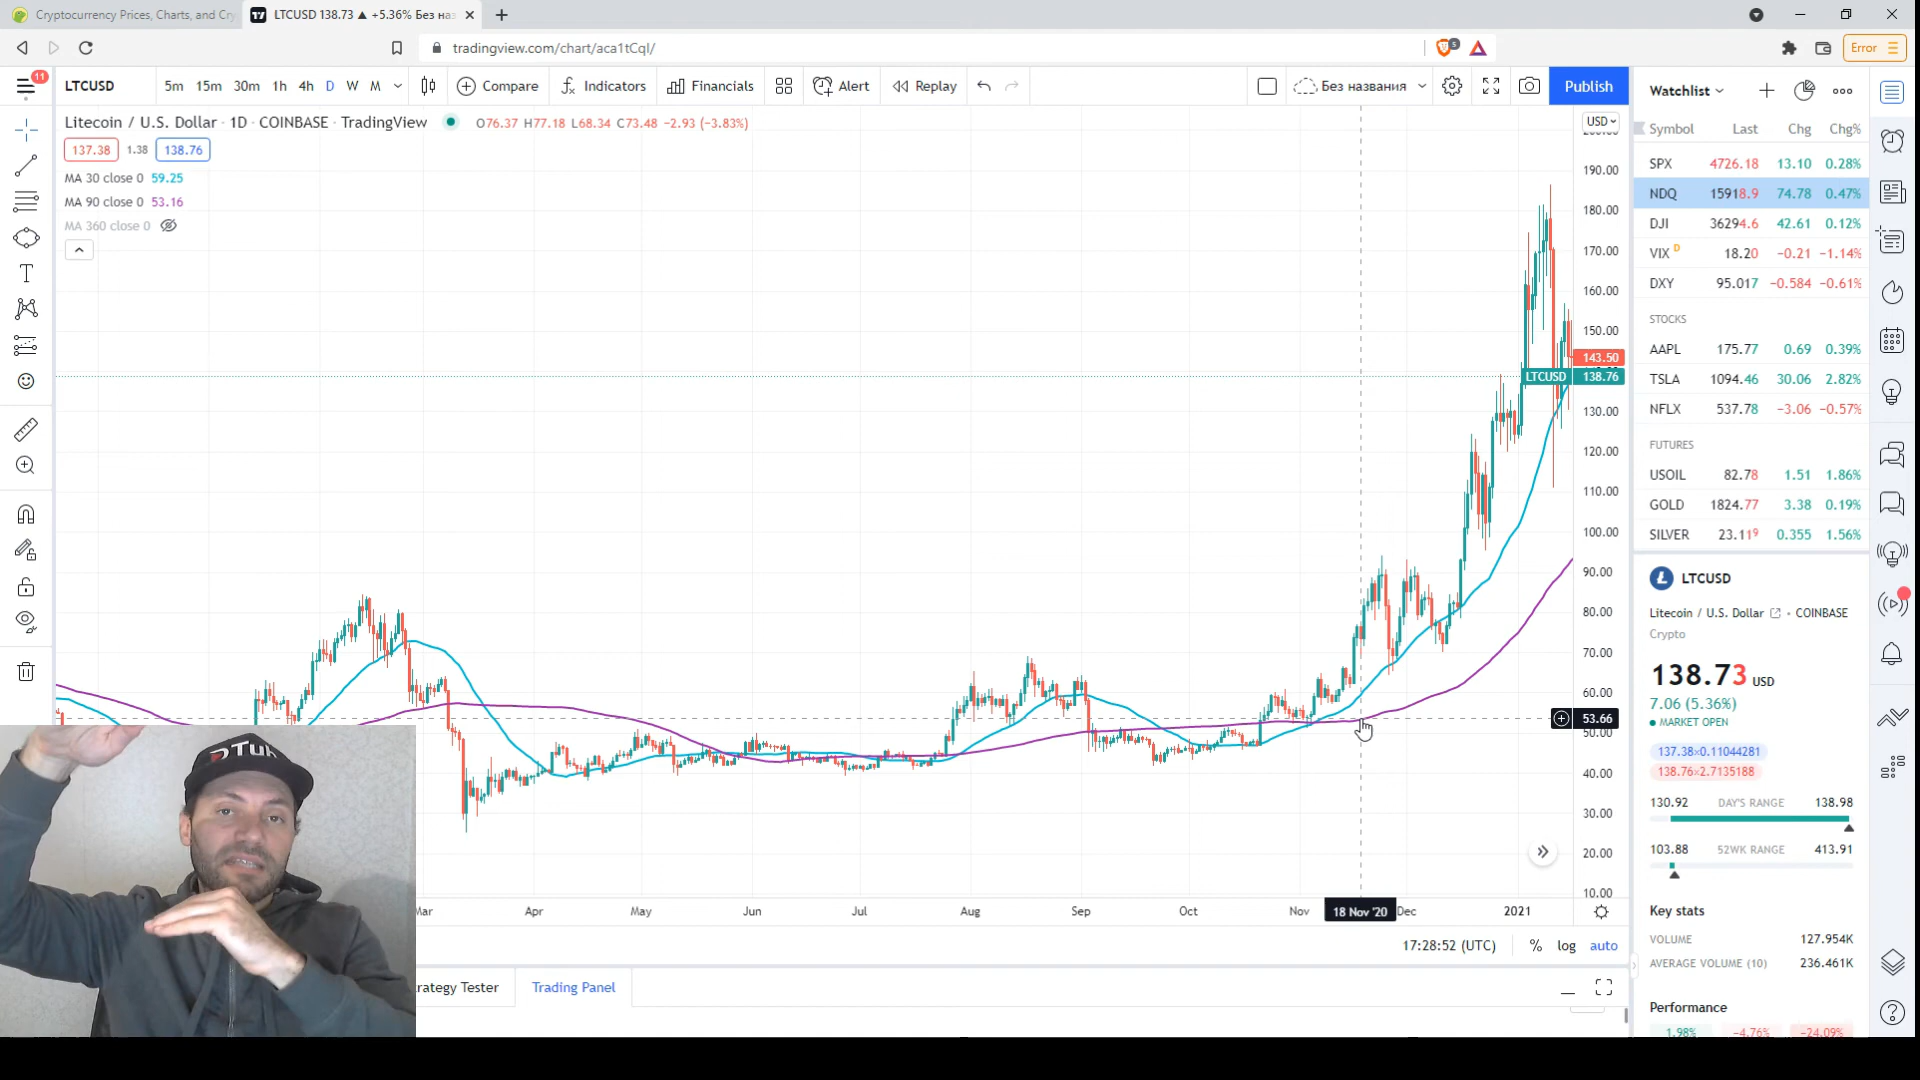 Cryptocurrency Prices, Charts, and Cry
LTCUSD 138.73 ▲ +5.36% Без наз
tradingview.com/chart/aca1tCql/
5
Error
11
LTCUSD
5m 15m 30m 1h 4h D W M
Compare
Indicators
Financials
Alert
Replay
Без названия
Publish
Litecoin / U.S. Dollar · 1D · COINBASE · TradingView
O76.37 H77.18 L68.34 C73.48 −2.93 (−3.83%)
137.38 1.38 138.76
MA 30 close 0 59.25
MA 90 close 0 53.16
MA 360 close 0
USD
190.00
180.00
170.00
160.00
150.00
143.50
LTCUSD 138.76
130.00
120.00
110.00
100.00
90.00
80.00
70.00
60.00
53.66
50.00
40.00
30.00
20.00
10.00
Mar Apr May Jun Jul Aug Sep Oct Nov 18 Nov '20 Dec 2021
17:28:52 (UTC) % log auto
rategy Tester
Trading Panel
Watchlist
Symbol Last Chg Chg%
SPX 4726.18 13.10 0.28%
NDQ 15918.9 74.78 0.47%
DJI 36294.6 42.61 0.12%
VIX D 18.20 −0.21 −1.14%
DXY 95.017 −0.584 −0.61%
STOCKS
AAPL 175.77 0.69 0.39%
TSLA 1094.46 30.06 2.82%
NFLX 537.78 −3.06 −0.57%
FUTURES
USOIL 82.78 1.51 1.86%
GOLD 1824.77 3.38 0.19%
SILVER 23.119 0.355 1.56%
LTCUSD
Litecoin / U.S. Dollar • COINBASE
Crypto
138.73 USD
7.06 (5.36%)
MARKET OPEN
137.38×0.11044281
138.76×2.7135188
130.92 DAY'S RANGE 138.98
103.88 52WK RANGE 413.91
Key stats
VOLUME 127.954K
AVERAGE VOLUME (10) 236.461K
Performance
1.98% −4.76% −24.09%